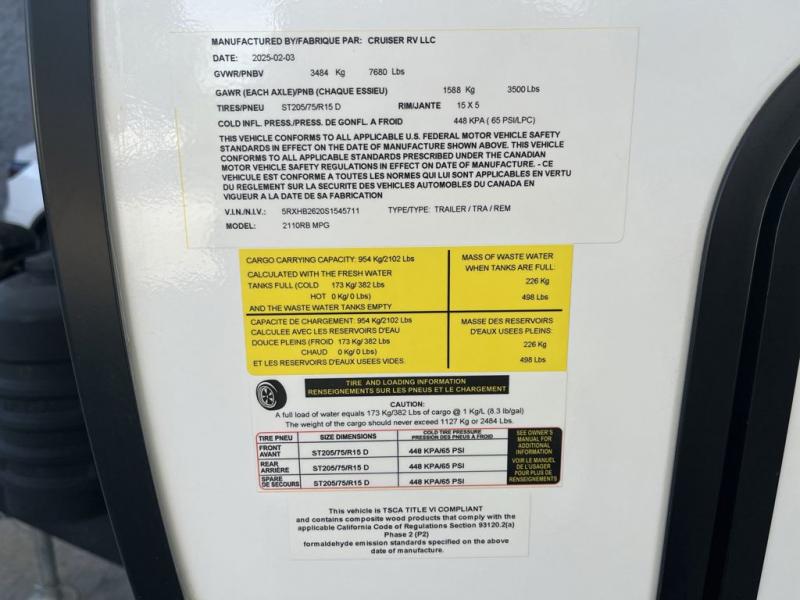 MANUFACTURED BY/FABRIQUE PAR: CRUISER RV LLC
DATE: 2025-02-03
GVWR/PNBV 3484 Kg 7680 Lbs
GAWR (EACH AXLE)/PNB (CHAQUE ESSIEU) 1588 Kg 3500 Lbs
TIRES/PNEU ST205/75/R15 D RIM/JANTE 15 X 5
COLD INFL. PRESS./PRESS. DE GONFL. A FROID 448 KPA ( 65 PSI/LPC)
THIS VEHICLE CONFORMS TO ALL APPLICABLE U.S. FEDERAL MOTOR VEHICLE SAFETY
STANDARDS IN EFFECT ON THE DATE OF MANUFACTURE SHOWN ABOVE. THIS VEHICLE
CONFORMS TO ALL APPLICABLE STANDARDS PRESCRIBED UNDER THE CANADIAN
MOTOR VEHICLE SAFETY REGULATIONS IN EFFECT ON DATE OF MANUFACTURE. - CE
VEHICULE EST CONFORME A TOUTES LES NORMES QUI LUI SONT APPLICABLES EN VERTU
DU REGLEMENT SUR LA SECURITE DES VEHICLES AUTOMOBILES DU CANADA EN
VIGUEUR A LA DATE DE SA FABRICATION
V.I.N./N.I.V.: 5RXHB2620S1545711 TYPE/TYPE: TRAILER / TRA / REM
MODEL: 2110RB MPG
CARGO CARRYING CAPACITY: 954 Kg/2102 Lbs
CALCULATED WITH THE FRESH WATER
TANKS FULL (COLD 173 Kg/ 382 Lbs
HOT 0 Kg/ 0 Lbs)
AND THE WASTE WATER TANKS EMPTY
MASS OF WASTE WATER
WHEN TANKS ARE FULL:
226 Kg
498 Lbs
CAPACITE DE CHARGEMENT: 954 Kg/2102 Lbs
CALCULEE AVEC LES RESERVOIRS D'EAU
DOUCE PLEINS (FROID 173 Kg/ 382 Lbs
CHAUD 0 Kg/ 0 Lbs)
ET LES RESERVOIRS D'EAUX USEES VIDES
MASSE DES RESERVOIRS
D'EAUX USEES PLEINS:
226 Kg
498 Lbs
TIRE AND LOADING INFORMATION
RENSEIGNEMENTS SUR LES PNEUS ET LE CHARGEMENT
CAUTION:
A full load of water equals 173 Kg/382 Lbs of cargo @ 1 Kg/L (8.3 lb/gal)
The weight of the cargo should never exceed 1127 Kg or 2484 Lbs.
TIRE PNEU SIZE DIMENSIONS COLD TIRE PRESSURE
PRESSION DES PNEUS À FROID
FRONT
AVANT ST205/75/R15 D 448 KPA/65 PSI
REAR
ARRIÈRE ST205/75/R15 D 448 KPA/65 PSI
SPARE
DE SECOURS ST205/75/R15 D 448 KPA/65 PSI
SEE OWNER'S
MANUAL FOR
ADDITIONAL
INFORMATION
VOIR LE MANUEL
DE L'USAGER
POUR PLUS DE
RENSEIGNEMENTS
This vehicle is TSCA TITLE VI COMPLIANT
and contains composite wood products that comply with the
applicable California Code of Regulations Section 93120.2(a)
Phase 2 (P2)
formaldehyde emission standards specified on the above
date of manufacture.